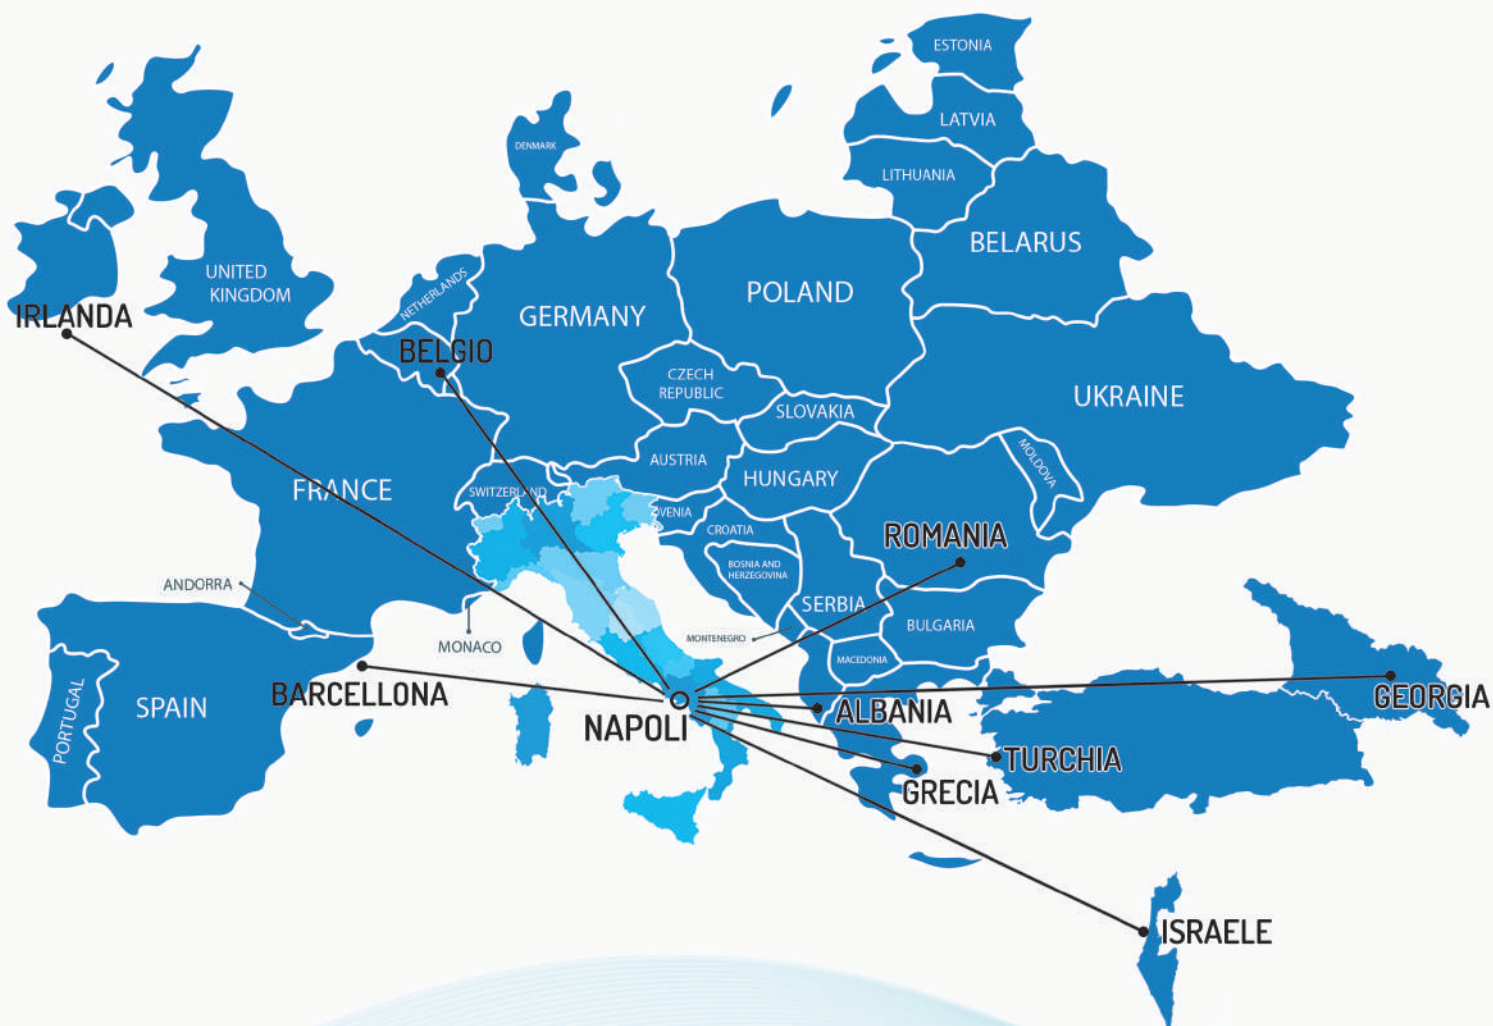 ESTONIA
LATVIA
LITHUANIA
DENMARK
BELARUS
UNITED
KINGDOM
NETHERLANDS
POLAND
GERMANY
IRLANDA
BELGIO
CZECH
REPUBLIC
UKRAINE
SLOVAKIA
AUSTRIA
MOLDOVA
HUNGARY
FRANCE
SWITZERLAND
OVENIA
CROATIA
ROMANIA
BOSNIA AND
HERZEGOVINA
ANDORRA
SERBIA
BULGARIA
MONTENEGRO
MONACO
MACEDONIA
BARCELLONA
GEORGIA
PORTUGAL
SPAIN
ALBANIA
NAPOLI
TURCHIA
GRECIA
ISRAELE